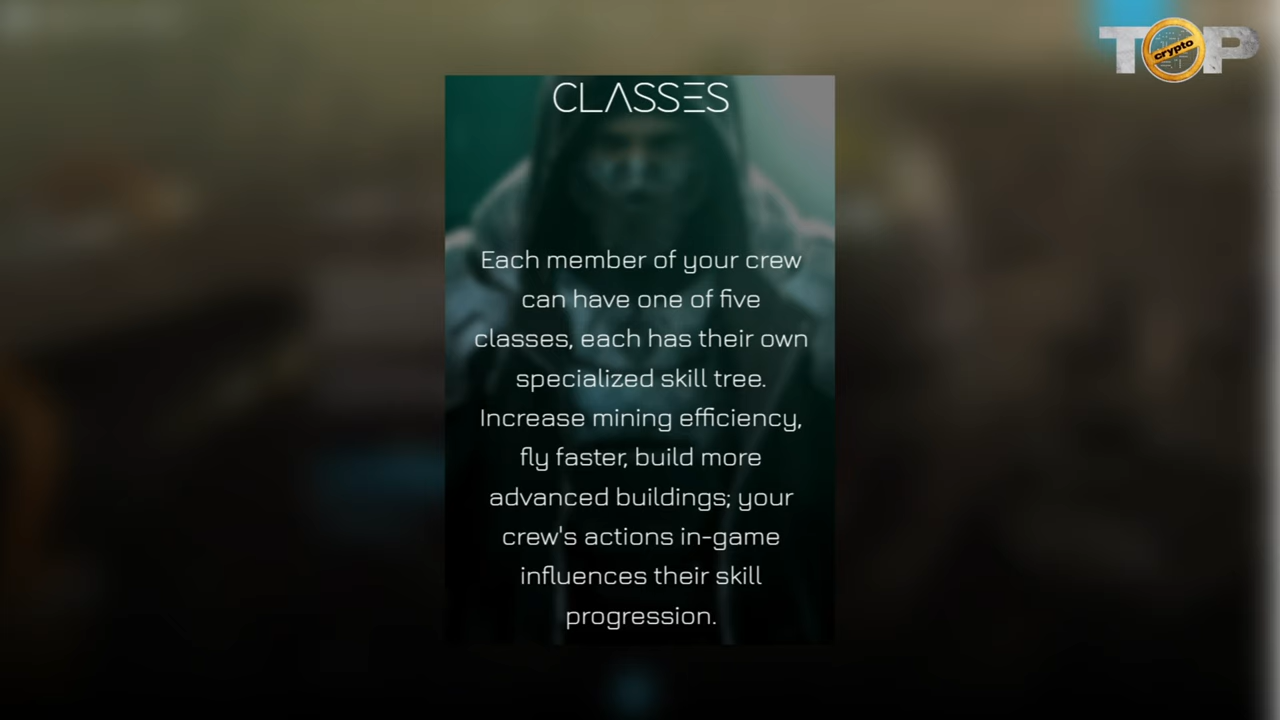 TOP
crypto
CLASSES
Each member of your crew
can have one of five
classes, each has their own
specialized skill tree.
Increase mining efficiency,
fly faster, build more
advanced buildings; your
crew's actions in-game
influences their skill
progression.